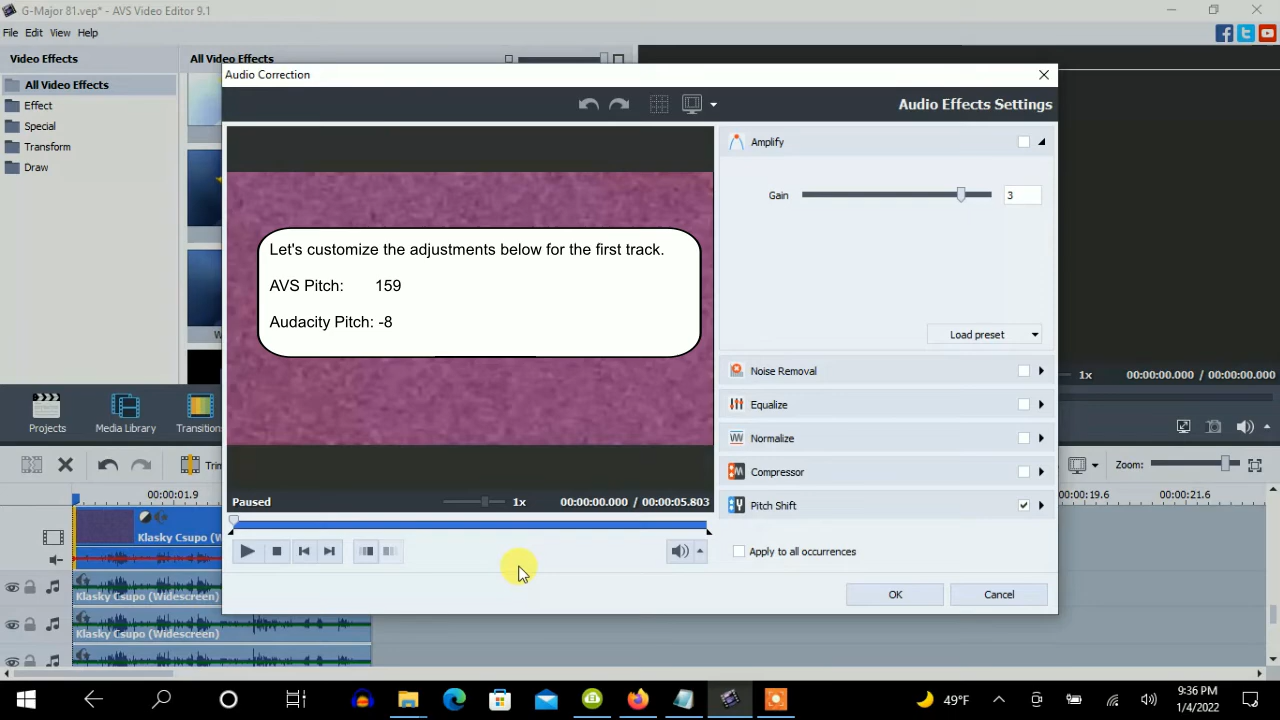 G-Major 81.vep* - AVS Video Editor 9.1
File Edit View Help
Video Effects
All Video Effects
All Video Effects
Effect
Special
Transform
Draw
Audio Correction
Audio Effects Settings
Amplify
Gain 3
Load preset
Noise Removal
Equalize
Normalize
Compressor
Pitch Shift
Apply to all occurrences
OK Cancel
Let's customize the adjustments below for the first track.
AVS Pitch: 159
Audacity Pitch: -8
Paused 1x 00:00:00.000 / 00:00:05.803
1x 00:00:00.000 / 00:00:00.000
Projects Media Library Transition
Trim
Zoom:
00:00:01.9 00:00:19.6 00:00:21.6
Klasky Csupo (W
Klasky Csupo (Widescreen)
Klasky Csupo (Widescreen)
49°F
9:36 PM
1/4/2022